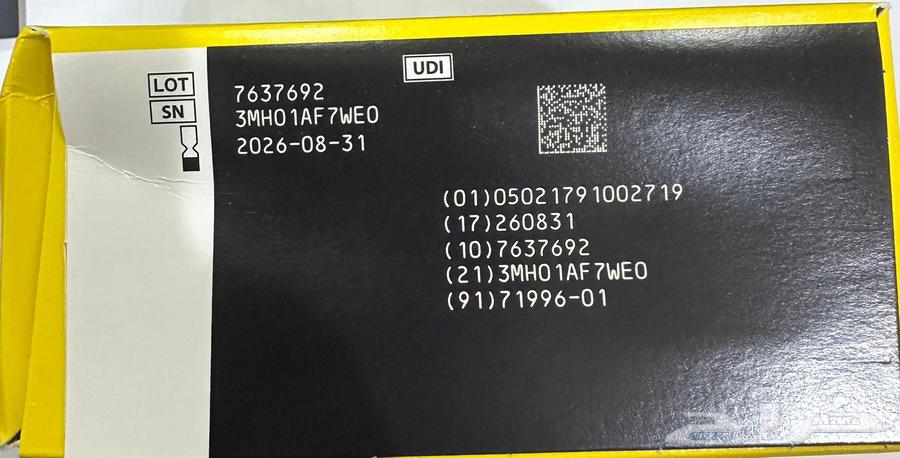 UDI
LOT 7637692
SN 3MH01AF7WE0
2026-08-31
(01)05021791002719
(17)260831
(10)7637692
(21)3MH01AF7WE0
(91)71996-01
حراج